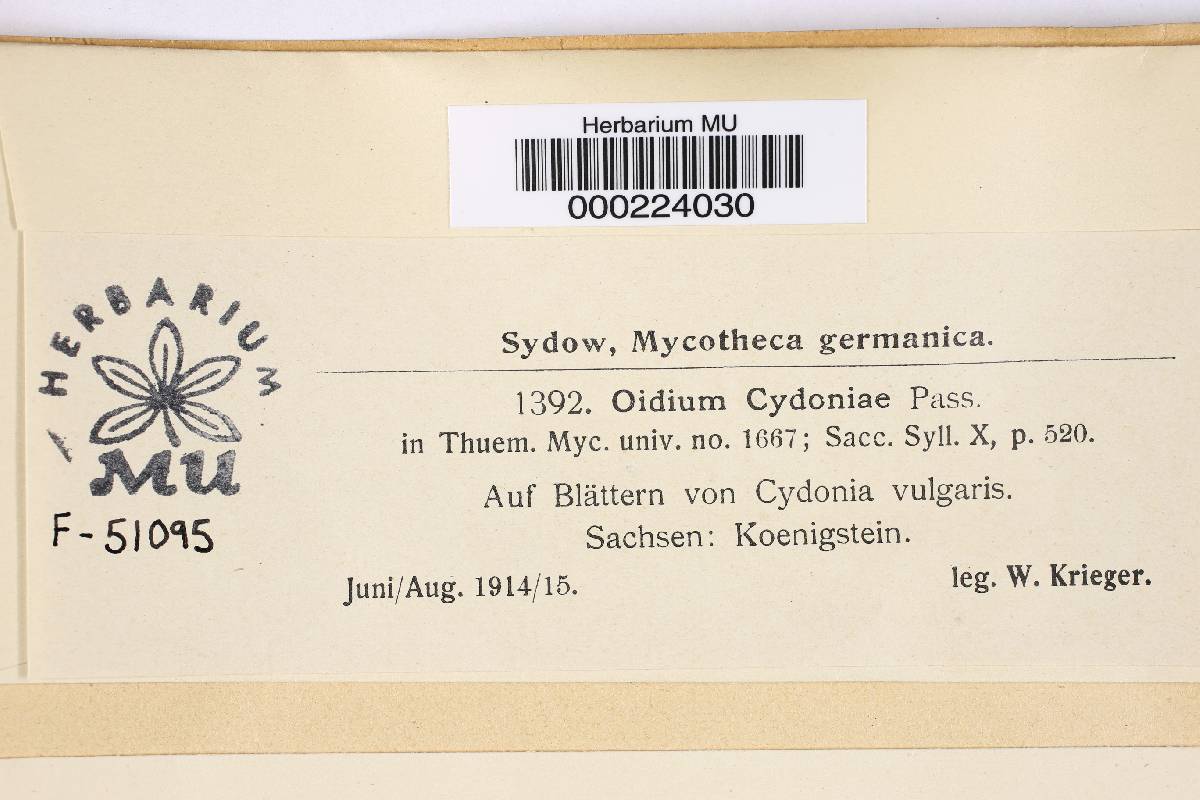 Herbarium MU
000224030
HERBARIUM
MU
F-51095
Sydow, Mycotheca germanica.
1392. Oidium Cydoniae Pass.
in Thuem. Myc. univ. no. 1667; Sacc. Syll. X, p. 520.
Auf Blättern von Cydonia vulgaris.
Sachsen: Koenigstein.
Juni/Aug. 1914/15.
leg. W. Krieger.